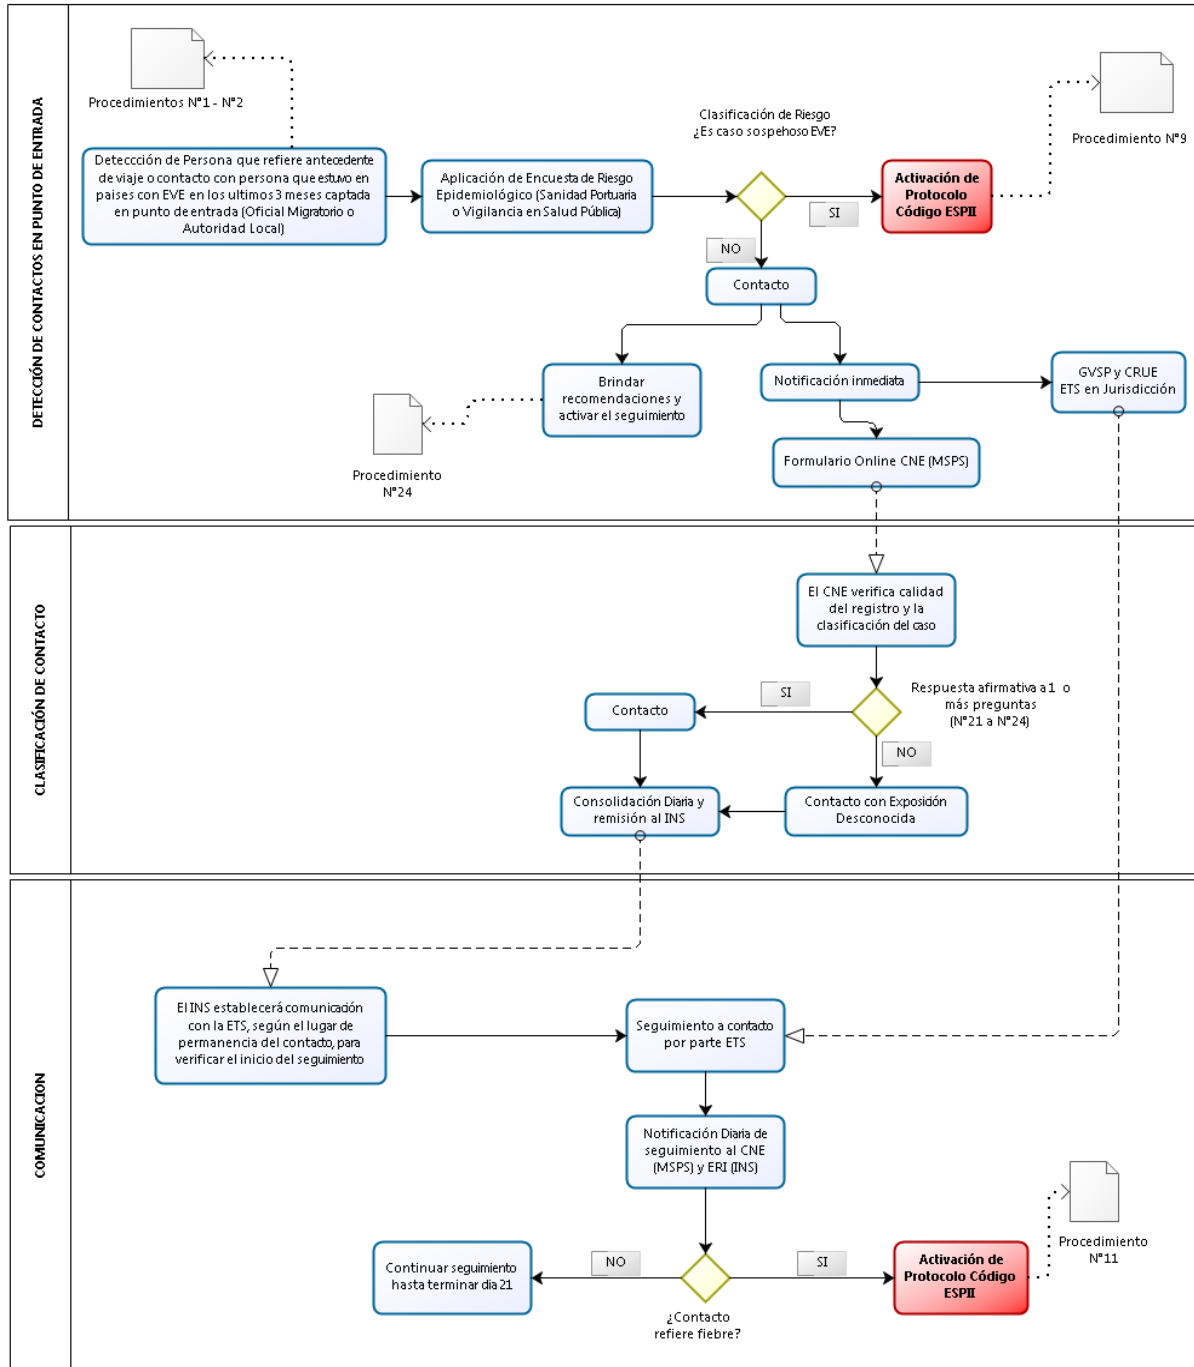 DETECCIÓN DE CONTACTOS EN PUNTO DE ENTRADA
Procedimientos N°1 - N°2
Detección de Persona que refiere antecedente
de viaje o contacto con persona que estuvo en
paises con EVE en los ultimos 3 meses captada
en punto de entrada (Oficial Migratorio o
Autoridad Local)
Aplicación de Encuesta de Riesgo
Epidemiológico (Sanidad Portuaria
o Vigilancia en Salud Pública)
Clasificación de Riesgo
¿Es caso sospehoso EVE?
SI
Activación de
Protocolo
Código ESPII
Procedimiento N°9
NO
Contacto
Brindar
recomendaciones y
activar el seguimiento
Procedimiento
N°24
Notificación inmediata
GVSP y CRUE
ETS en Jurisdicción
Formulario Online CNE (MSPS)
CLASIFICACIÓN DE CONTACTO
El CNE verifica calidad
del registro y la
clasificación del caso
Respuesta afirmativa a 1 o
más preguntas
(N°21 a N°24)
SI
Contacto
NO
Contacto con Exposición
Desconocida
Consolidación Diaria y
remisión al INS
COMUNICACION
El INS establecerá comunicación
con la ETS, según el lugar de
permanencia del contacto, para
verificar el inicio del seguimiento
Seguimiento a contacto
por parte ETS
Notificación Diaria de
seguimiento al CNE
(MSPS) y ERI (INS)
¿Contacto
refiere fiebre?
NO
Continuar seguimiento
hasta terminar dia 21
SI
Activación de
Protocolo Código
ESPII
Procedimiento
N°11